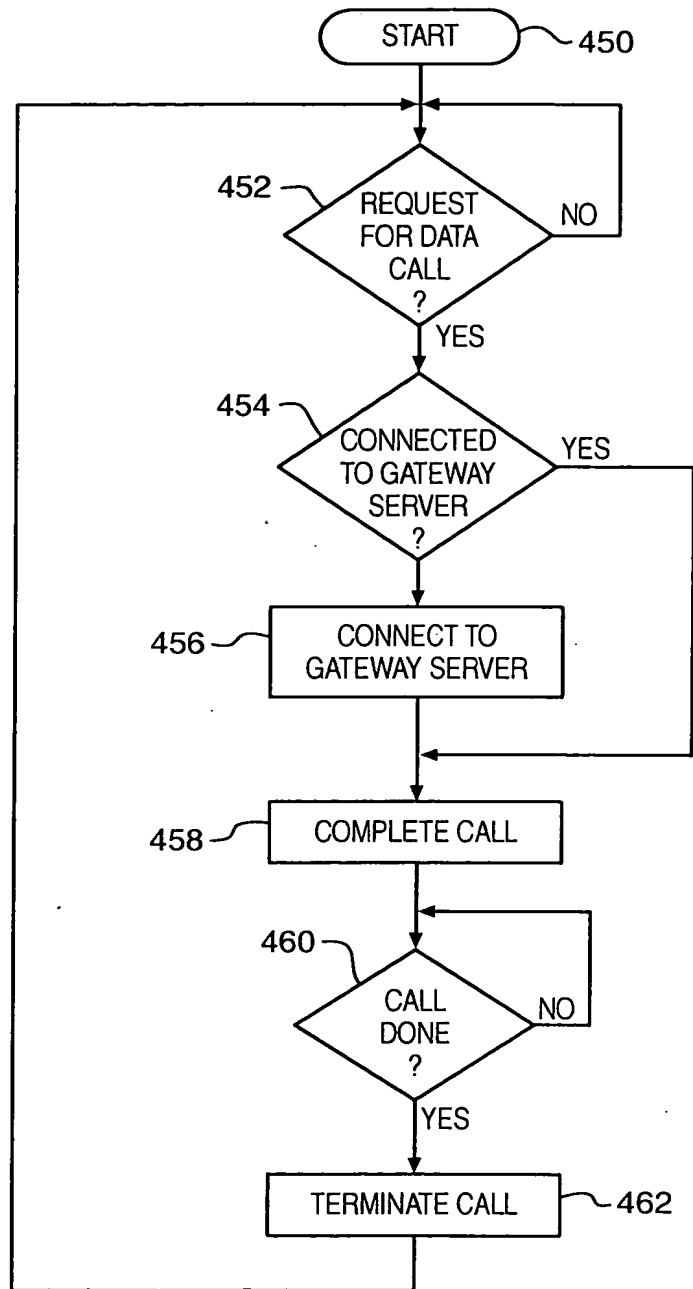 START
450
452
REQUEST
FOR DATA
CALL
?
NO
YES
454
CONNECTED
TO GATEWAY
SERVER
?
YES
456
CONNECT TO
GATEWAY SERVER
458
COMPLETE CALL
460
CALL
DONE
?
NO
YES
TERMINATE CALL
462